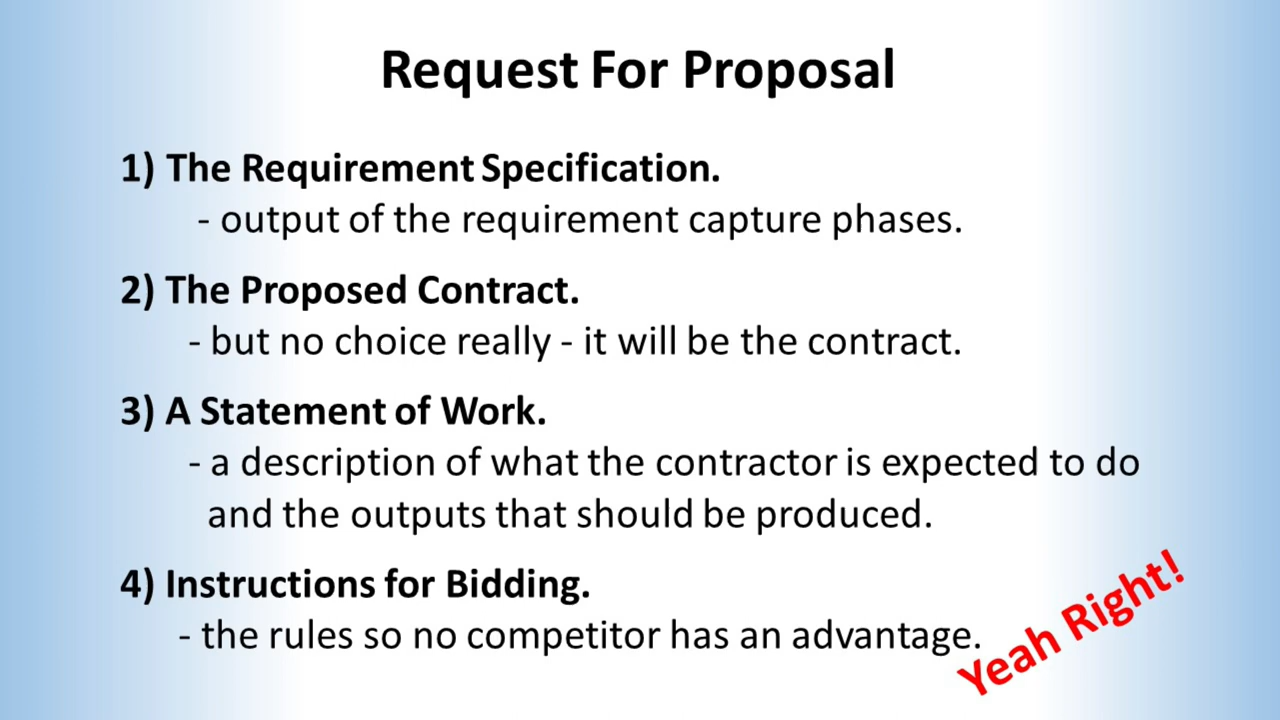 Request For Proposal
1) The Requirement Specification.
- output of the requirement capture phases.
2) The Proposed Contract.
- but no choice really - it will be the contract.
3) A Statement of Work.
- a description of what the contractor is expected to do
and the outputs that should be produced.
4) Instructions for Bidding.
- the rules so no competitor has an advantage.
Yeah Right!